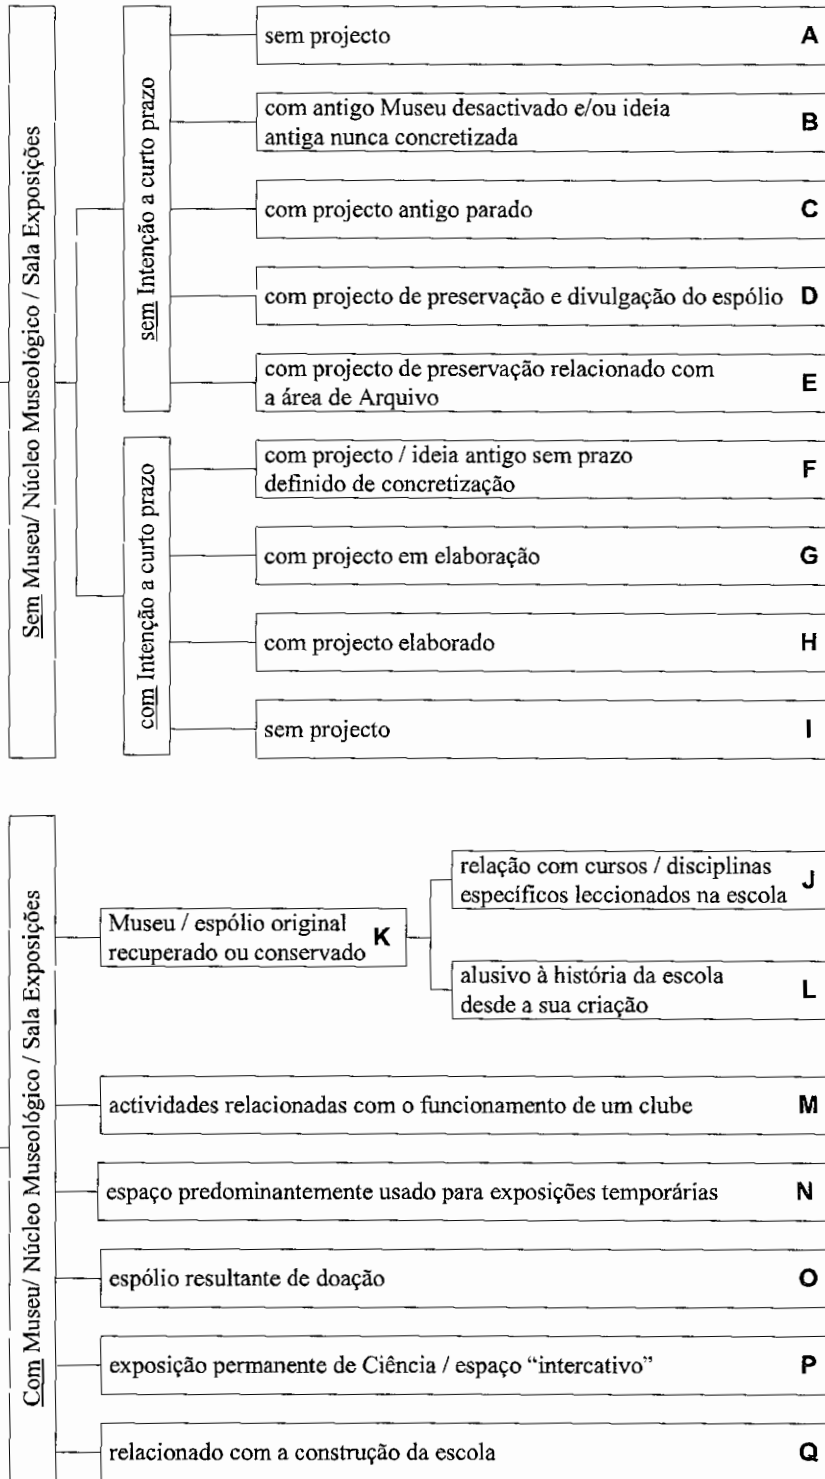 Sem Museu/ Núcleo Museológico / Sala Exposições
sem Intenção a curto prazo
sem projecto A
com antigo Museu desactivado e/ou ideia
antiga nunca concretizada B
com projecto antigo parado C
com projecto de preservação e divulgação do espólio D
com projecto de preservação relacionado com
a área de Arquivo E
com Intenção a curto prazo
com projecto / ideia antigo sem prazo
definido de concretização F
com projecto em elaboração G
com projecto elaborado H
sem projecto I
Com Museu/ Núcleo Museológico / Sala Exposições
Museu / espólio original
recuperado ou conservado K
relação com cursos / disciplinas
específicos leccionados na escola J
alusivo à história da escola
desde a sua criação L
actividades relacionadas com o funcionamento de um clube M
espaço predominantemente usado para exposições temporárias N
espólio resultante de doação O
exposição permanente de Ciência / espaço “intercativo” P
relacionado com a construção da escola Q